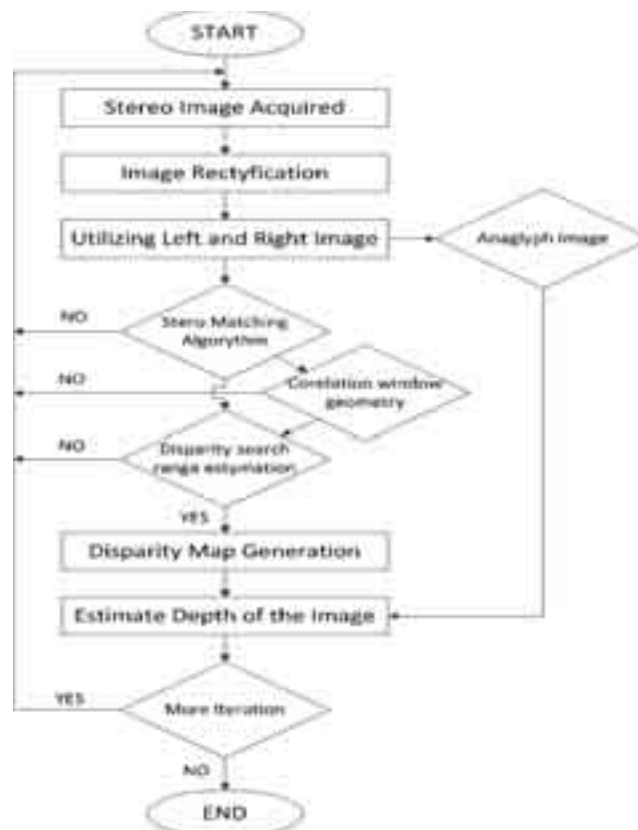 START
Stereo Image Acquired
Image Rectyfication
Utilizing Left and Right Image
Anaglyph Image
NO
Stero Matching
Algorythm
NO
Corelation window
geometry
NO
Disparity search
range estymation
YES
Disparity Map Generation
Estimate Depth of the Image
YES
More Iteration
NO
END